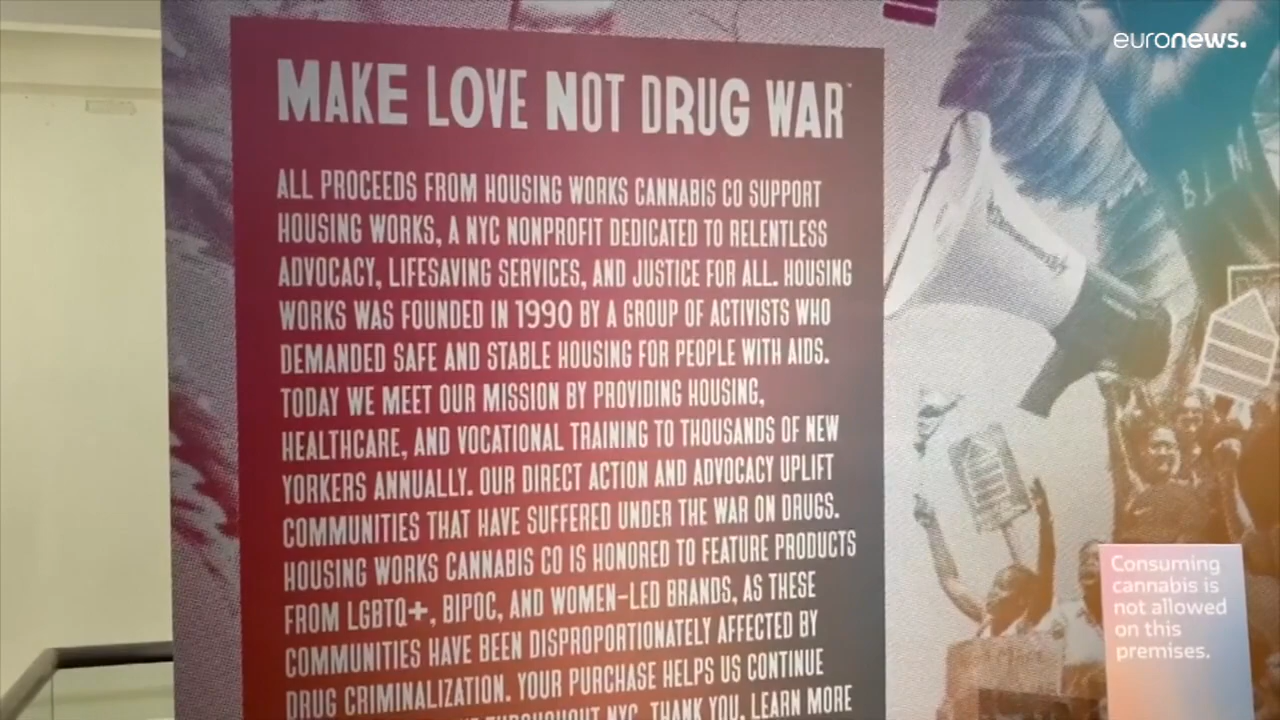 euronews.
MAKE LOVE NOT DRUG WAR™
ALL PROCEEDS FROM HOUSING WORKS CANNABIS CO SUPPORT
HOUSING WORKS, A NYC NONPROFIT DEDICATED TO RELENTLESS
ADVOCACY, LIFESAVING SERVICES, AND JUSTICE FOR ALL. HOUSING
WORKS WAS FOUNDED IN 1990 BY A GROUP OF ACTIVISTS WHO
DEMANDED SAFE AND STABLE HOUSING FOR PEOPLE WITH AIDS.
TODAY WE MEET OUR MISSION BY PROVIDING HOUSING,
HEALTHCARE, AND VOCATIONAL TRAINING TO THOUSANDS OF NEW
YORKERS ANNUALLY. OUR DIRECT ACTION AND ADVOCACY UPLIFT
COMMUNITIES THAT HAVE SUFFERED UNDER THE WAR ON DRUGS.
HOUSING WORKS CANNABIS CO IS HONORED TO FEATURE PRODUCTS
FROM LGBTQ+, BIPOC, AND WOMEN-LED BRANDS, AS THESE
COMMUNITIES HAVE BEEN DISPROPORTIONATELY AFFECTED BY
DRUG CRIMINALIZATION. YOUR PURCHASE HELPS US CONTINUE
THROUGHOUT NYC. THANK YOU. LEARN MORE
BLM
Consuming
cannabis is
not allowed
on this
premises.